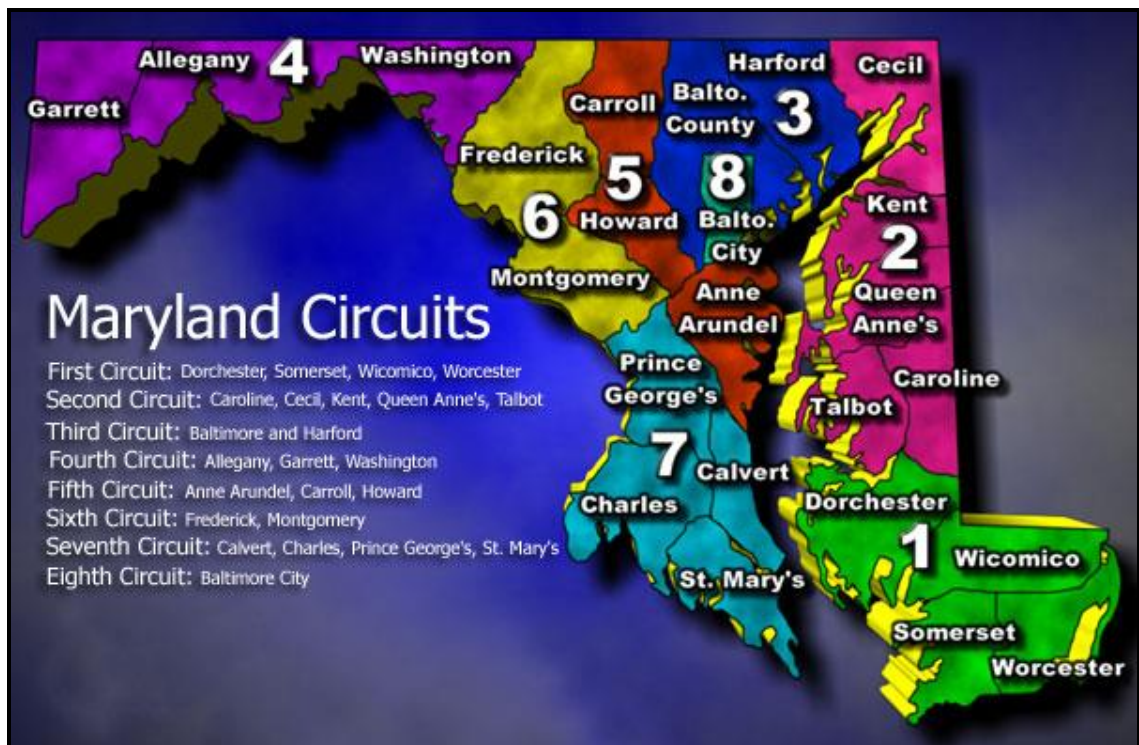 Allegany
4
Washington
Garrett
Frederick
6
Montgomery
Carroll
5
Howard
Anne
Arundel
Harford
Balto.
County
3
8
Balto.
City
Cecil
Kent
2
Queen
Anne's
Caroline
Talbot
Prince
George's
7
Calvert
Charles
St. Mary's
Dorchester
1
Wicomico
Somerset
Worcester
Maryland Circuits
First Circuit: Dorchester, Somerset, Wicomico, Worcester
Second Circuit: Caroline, Cecil, Kent, Queen Anne's, Talbot
Third Circuit: Baltimore and Harford
Fourth Circuit: Allegany, Garrett, Washington
Fifth Circuit: Anne Arundel, Carroll, Howard
Sixth Circuit: Frederick, Montgomery
Seventh Circuit: Calvert, Charles, Prince George's, St. Mary's
Eighth Circuit: Baltimore City